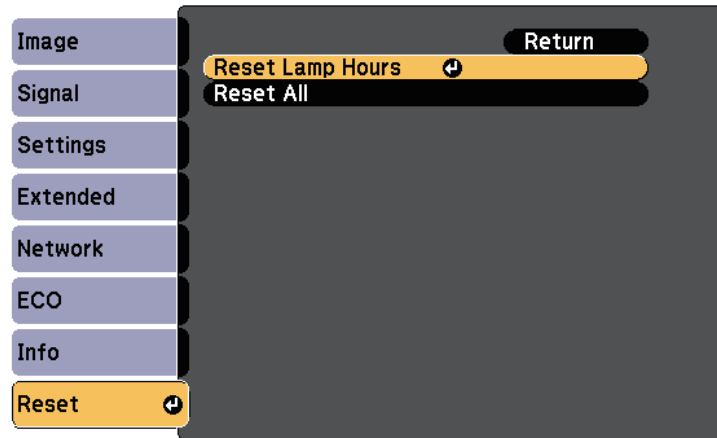 Image
Signal
Settings
Extended
Network
ECO
Info
Reset
Return
Reset Lamp Hours
Reset All